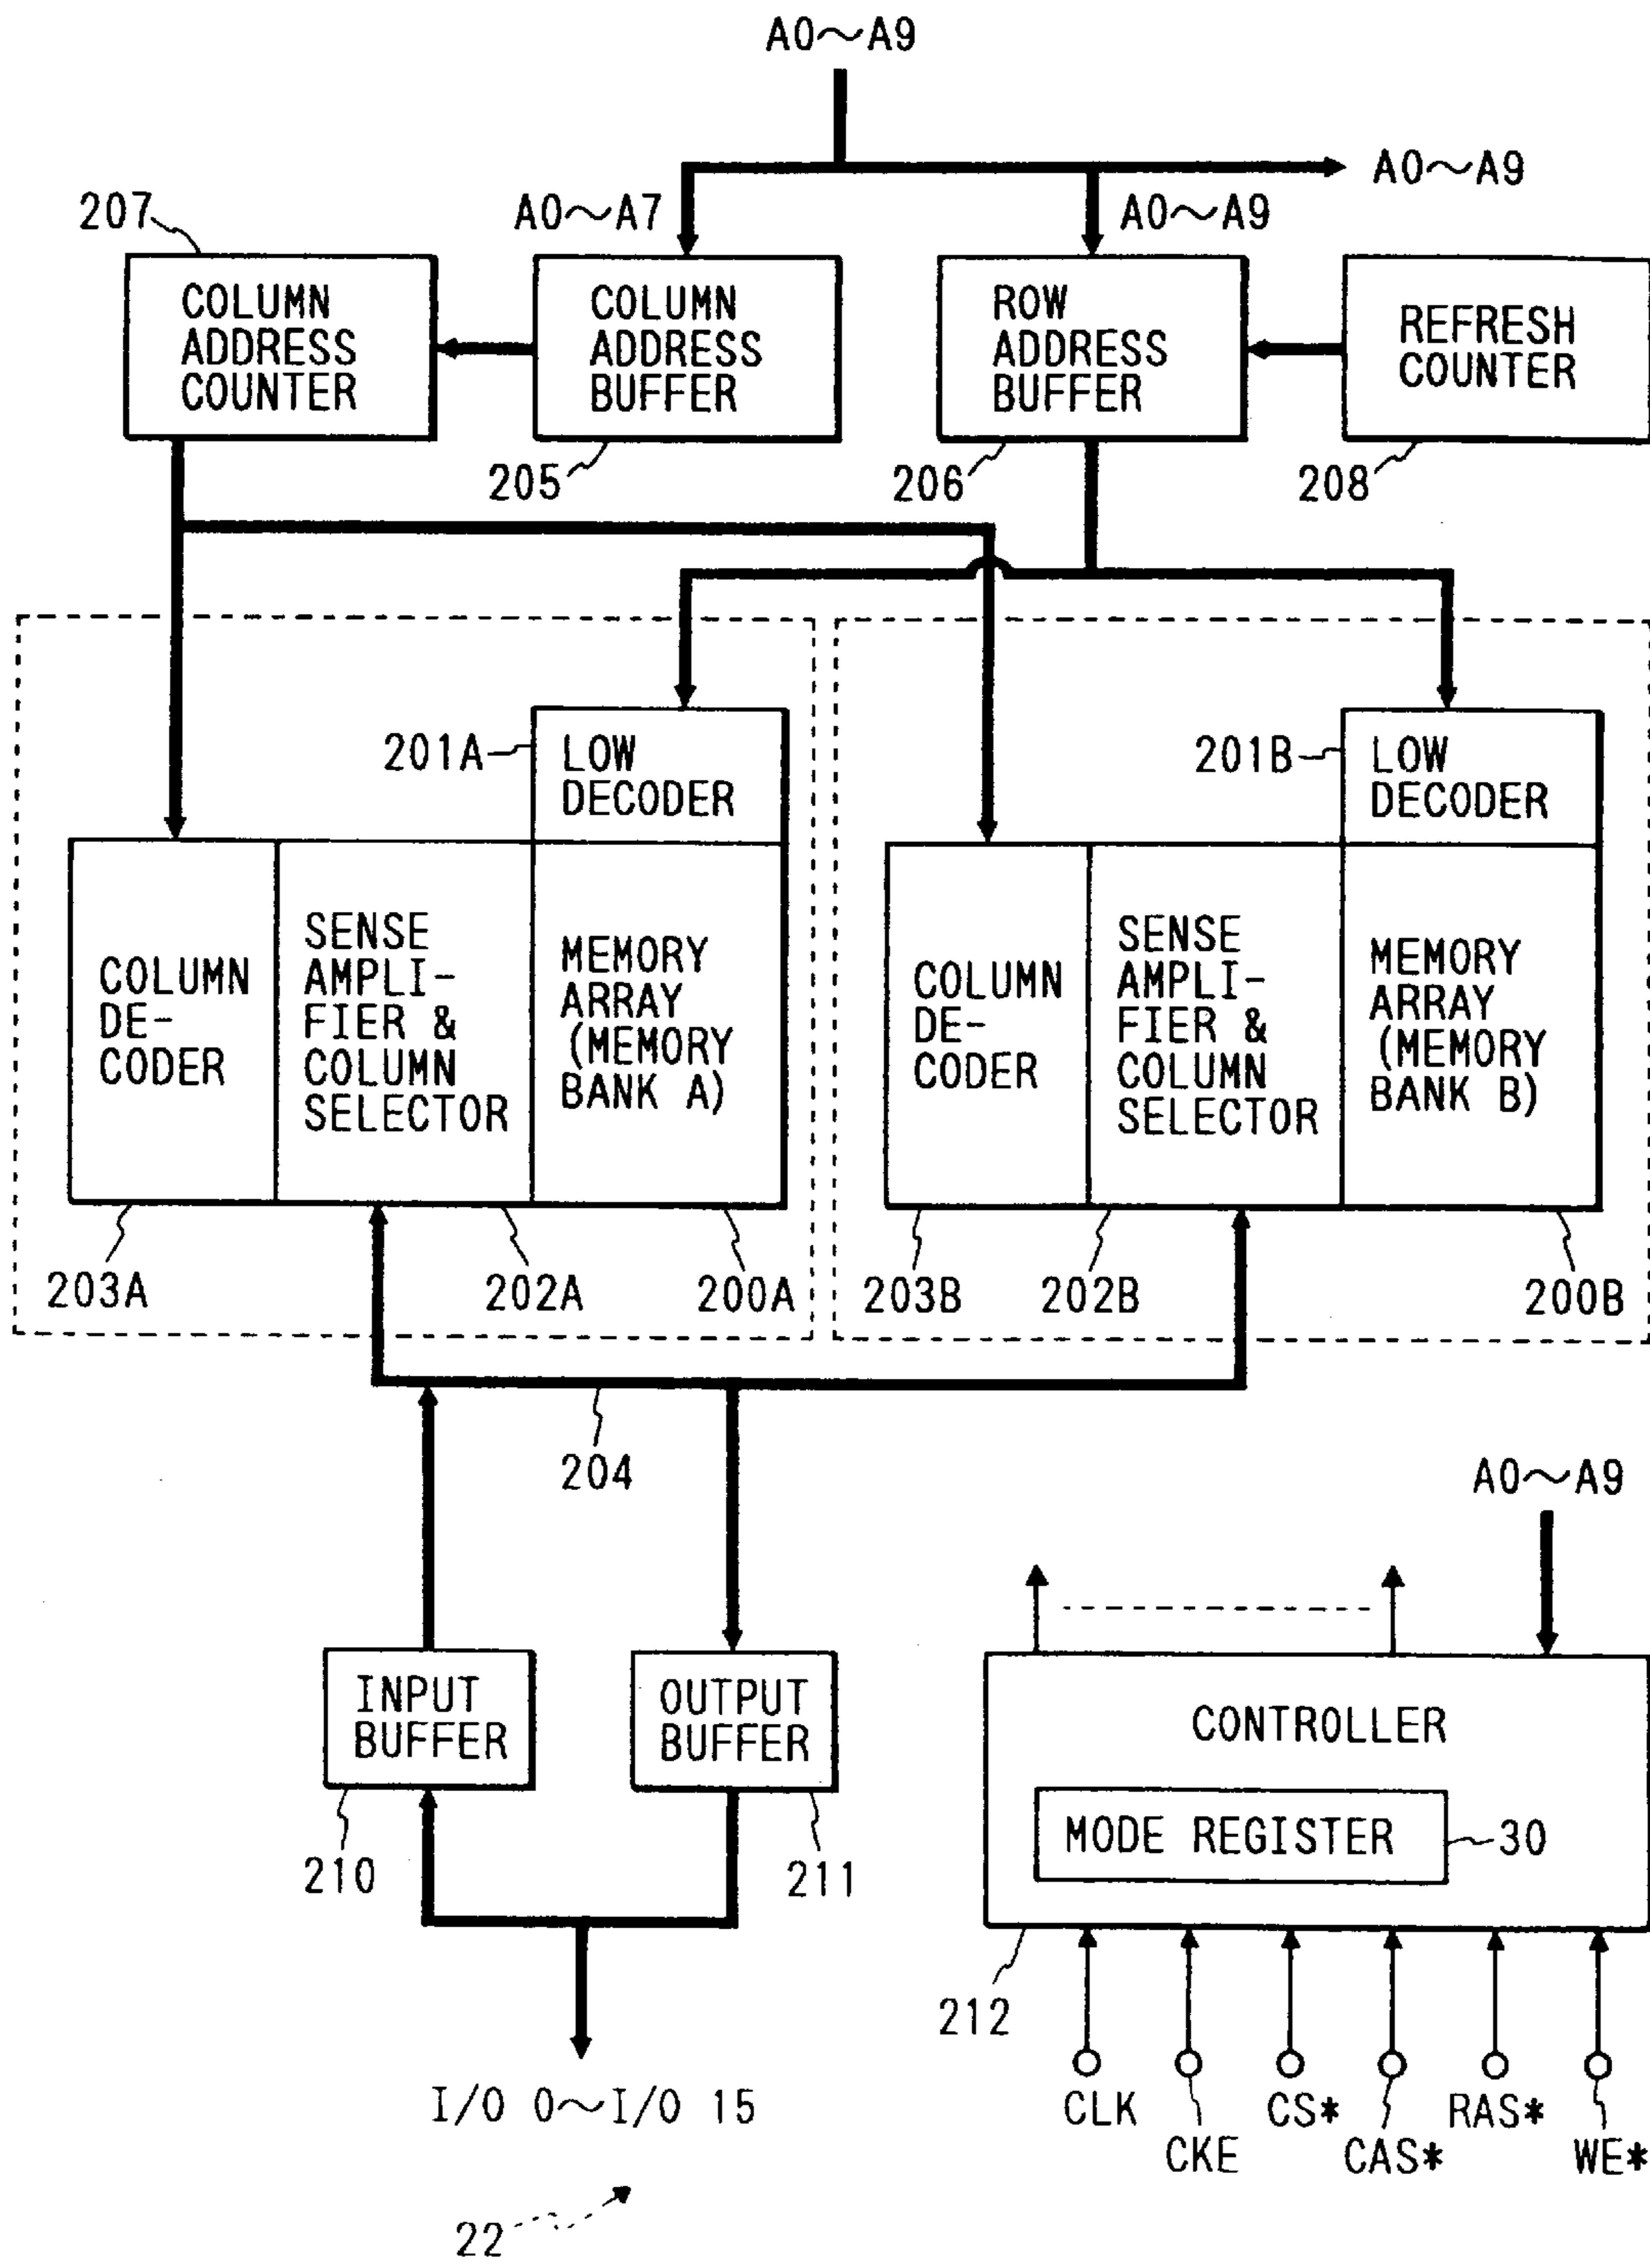 A0〜A9
A0〜A9
207
A0〜A7
A0〜A9
COLUMN
ADDRESS
COUNTER
COLUMN
ADDRESS
BUFFER
ROW
ADDRESS
BUFFER
REFRESH
COUNTER
205
206
208
201A
LOW
DECODER
201B
LOW
DECODER
COLUMN
DE-
CODER
SENSE
AMPLI-
FIER &
COLUMN
SELECTOR
MEMORY
ARRAY
(MEMORY
BANK A)
COLUMN
DE-
CODER
SENSE
AMPLI-
FIER &
COLUMN
SELECTOR
MEMORY
ARRAY
(MEMORY
BANK B)
203A
202A
200A
203B
202B
200B
204
A0〜A9
INPUT
BUFFER
OUTPUT
BUFFER
CONTROLLER
MODE REGISTER
30
210
211
212
I/O 0〜I/O 15
CLK
CKE
CS*
CAS*
RAS*
WE*
22